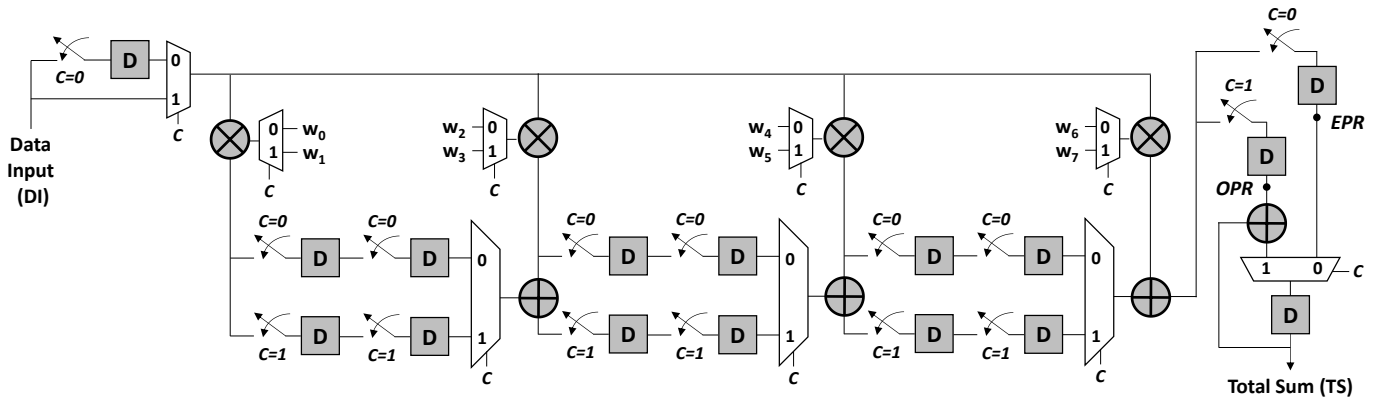 C=0
D
0
C=0
1
C
Data
Input
(DI)
0
1
w₀
w₁
C
w₂
w₃
0
1
C
w₄
w₅
0
1
C
w₆
w₇
0
1
C
C=0
D
C=0
D
0
C=1
D
C=1
D
1
C
C=0
D
C=0
D
0
C=1
D
C=1
D
1
C
C=0
D
C=0
D
0
C=1
D
C=1
D
1
C
C=0
D
EPR
C=1
D
OPR
1 0
C
D
Total Sum (TS)